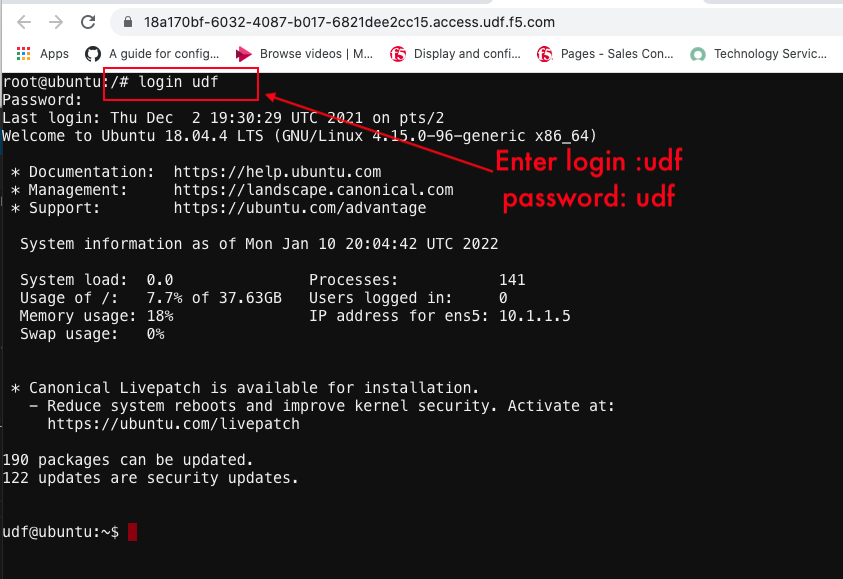 18a170bf-6032-4087-b017-6821dee2cc15.access.udf.f5.com
Apps A guide for config... Browse videos | M... Display and confi... Pages - Sales Con... Technology Servic...
root@ubuntu:/# login udf
Password:
Last login: Thu Dec  2 19:30:29 UTC 2021 on pts/2
Welcome to Ubuntu 18.04.4 LTS (GNU/Linux 4.15.0-96-generic x86_64)
Enter login :udf
password: udf
* Documentation:  https://help.ubuntu.com
* Management:     https://landscape.canonical.com
* Support:        https://ubuntu.com/advantage
System information as of Mon Jan 10 20:04:42 UTC 2022
System load:  0.0                Processes:           141
Usage of /:   7.7% of 37.63GB   Users logged in:     0
Memory usage: 18%               IP address for ens5: 10.1.1.5
Swap usage:   0%
* Canonical Livepatch is available for installation.
- Reduce system reboots and improve kernel security. Activate at:
https://ubuntu.com/livepatch
190 packages can be updated.
122 updates are security updates.
udf@ubuntu:~$